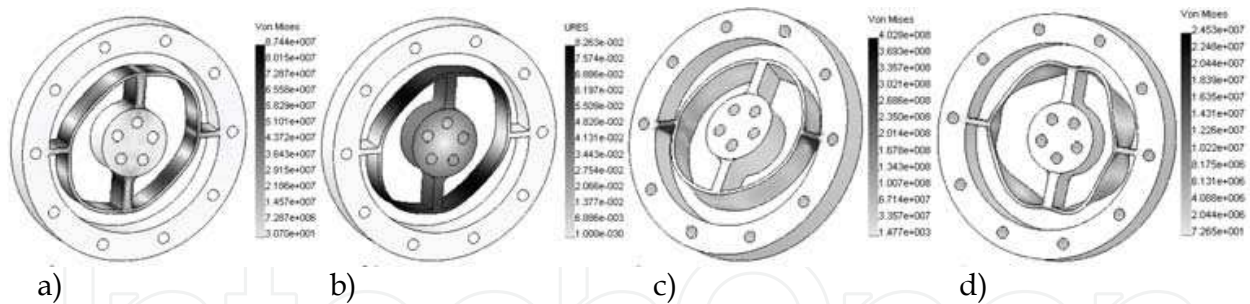 Von Mises
8.744e+007
8.015e+007
7.287e+007
6.558e+007
5.829e+007
5.101e+007
4.372e+007
3.643e+007
2.915e+007
2.186e+007
1.457e+007
7.287e+006
3.070e+001
URES
8.263e-002
7.574e-002
6.886e-002
6.197e-002
5.509e-002
4.820e-002
4.131e-002
3.443e-002
2.754e-002
2.066e-002
1.377e-002
6.886e-003
1.000e-030
Von Mises
4.029e+008
3.693e+008
3.357e+008
3.021e+008
2.686e+008
2.350e+008
2.014e+008
1.678e+008
1.343e+008
1.007e+008
6.714e+007
3.357e+007
1.477e+003
Von Mises
2.453e+007
2.248e+007
2.044e+007
1.839e+007
1.635e+007
1.431e+007
1.226e+007
1.022e+007
8.175e+006
6.131e+006
4.088e+006
2.044e+006
7.265e+001
a) b) c) d)